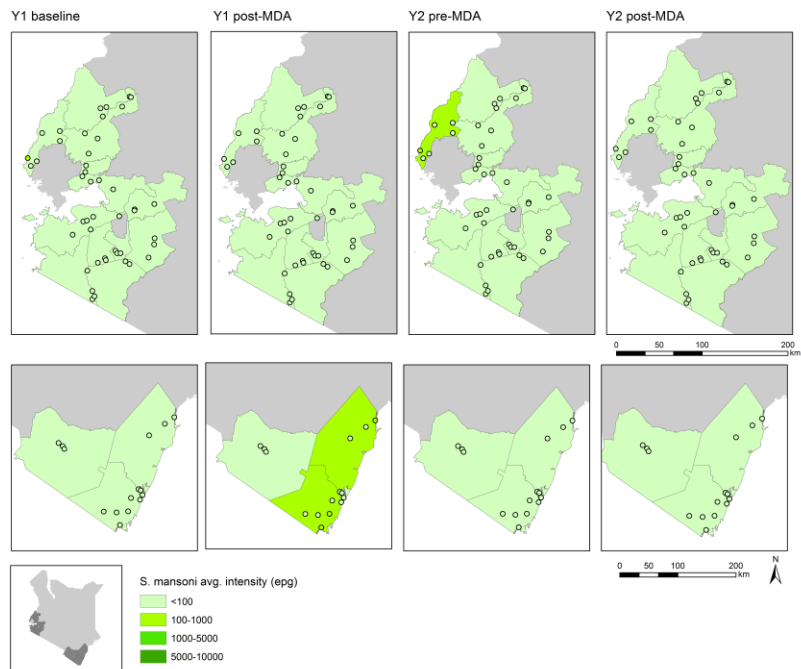 Y1 baseline
Y1 post-MDA
Y2 pre-MDA
Y2 post-MDA
0 50 100 200
km
0 50 100 200
km
N
S. mansoni avg. intensity (epg)
<100
100-1000
1000-5000
5000-10000